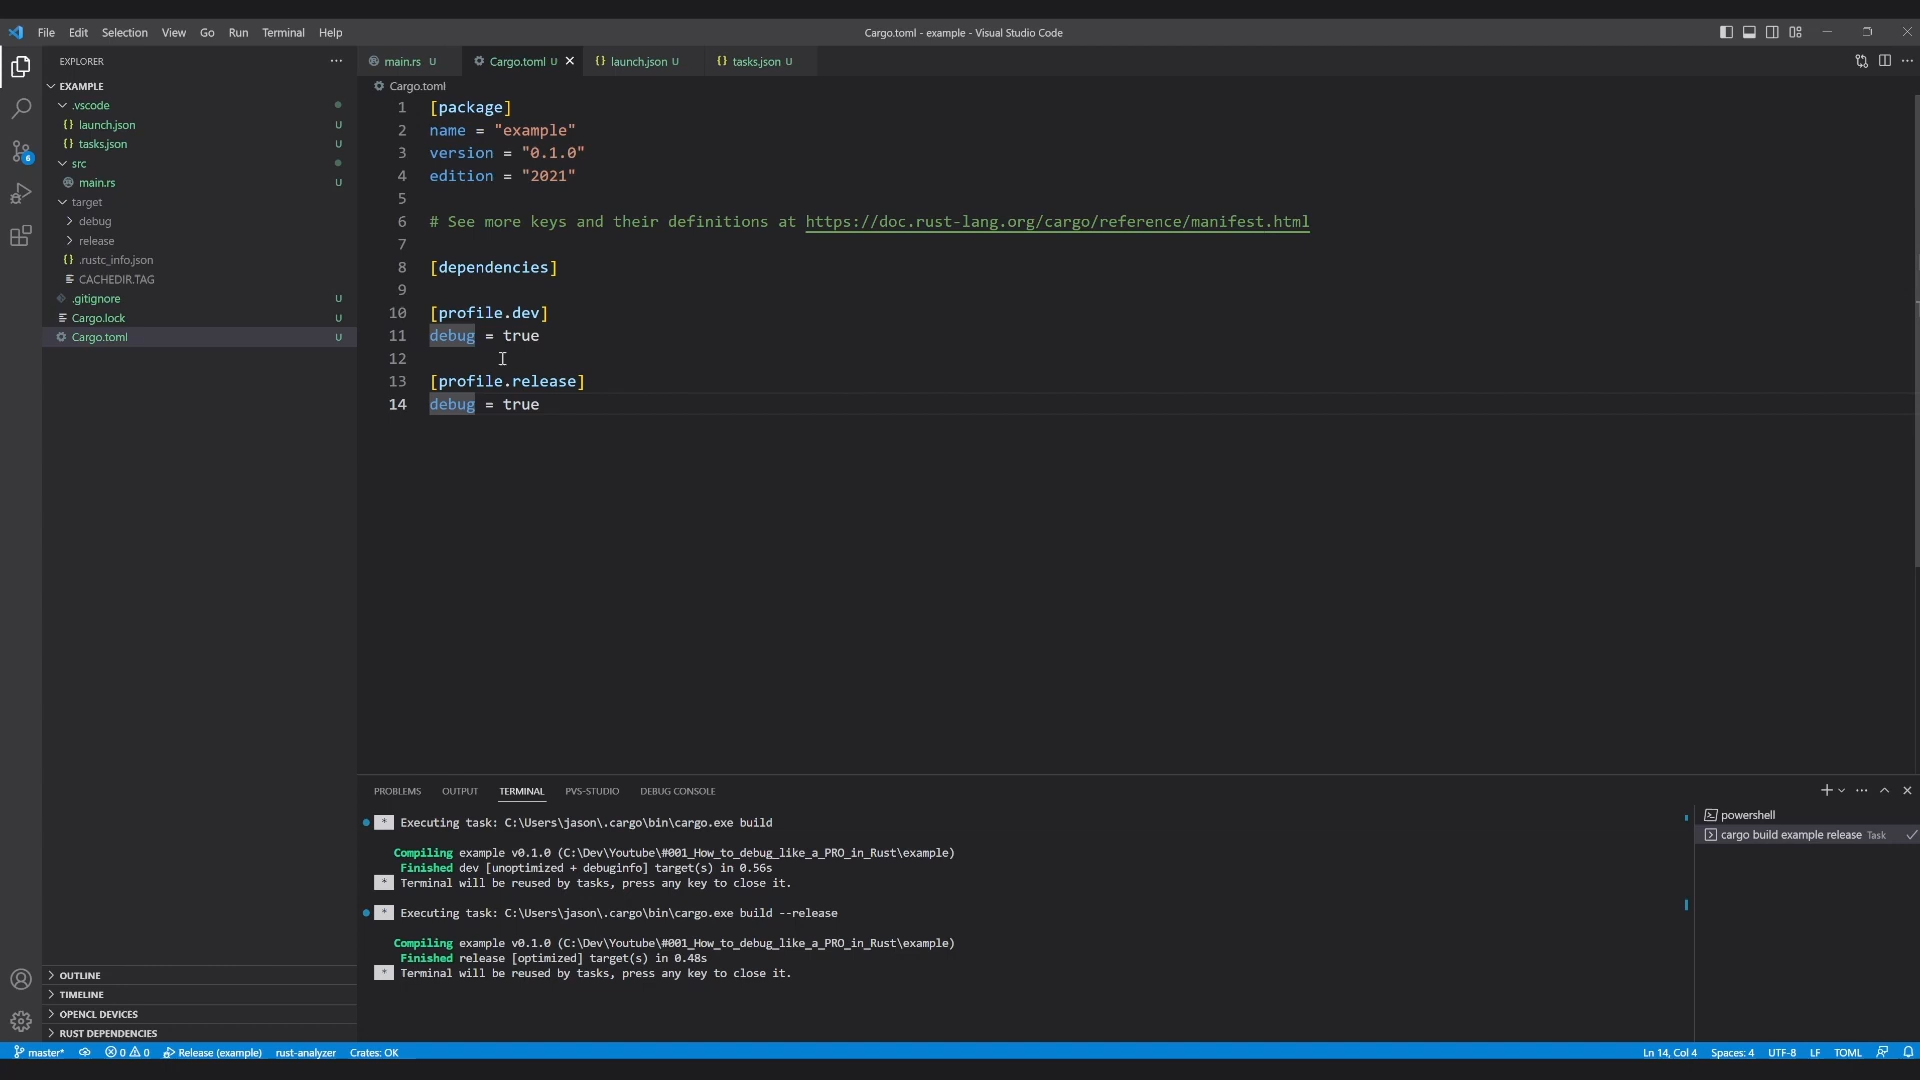 File Edit Selection View Go Run Terminal Help
Cargo.toml - example - Visual Studio Code
EXPLORER
EXAMPLE
.vscode
{} launch.json U
{} tasks.json U
src
main.rs U
target
debug
release
{} .rustc_info.json
CACHEDIR.TAG
.gitignore U
Cargo.lock U
Cargo.toml U
OUTLINE
TIMELINE
OPENCL DEVICES
RUST DEPENDENCIES
6
main.rs U Cargo.toml U {} launch.json U {} tasks.json U
Cargo.toml
1 [package]
2 name = "example"
3 version = "0.1.0"
4 edition = "2021"
5
6 # See more keys and their definitions at https://doc.rust-lang.org/cargo/reference/manifest.html
7
8 [dependencies]
9
10 [profile.dev]
11 debug = true
12
13 [profile.release]
14 debug = true
PROBLEMS OUTPUT TERMINAL PVS-STUDIO DEBUG CONSOLE
* Executing task: C:\Users\jason\.cargo\bin\cargo.exe build
Compiling example v0.1.0 (C:\Dev\Youtube\#001_How_to_debug_like_a_PRO_in_Rust\example)
Finished dev [unoptimized + debuginfo] target(s) in 0.56s
* Terminal will be reused by tasks, press any key to close it.
* Executing task: C:\Users\jason\.cargo\bin\cargo.exe build --release
Compiling example v0.1.0 (C:\Dev\Youtube\#001_How_to_debug_like_a_PRO_in_Rust\example)
Finished release [optimized] target(s) in 0.48s
* Terminal will be reused by tasks, press any key to close it.
powershell
cargo build example release Task
master* 0 0 Release (example) rust-analyzer Crates: OK
Ln 14, Col 4 Spaces: 4 UTF-8 LF TOML